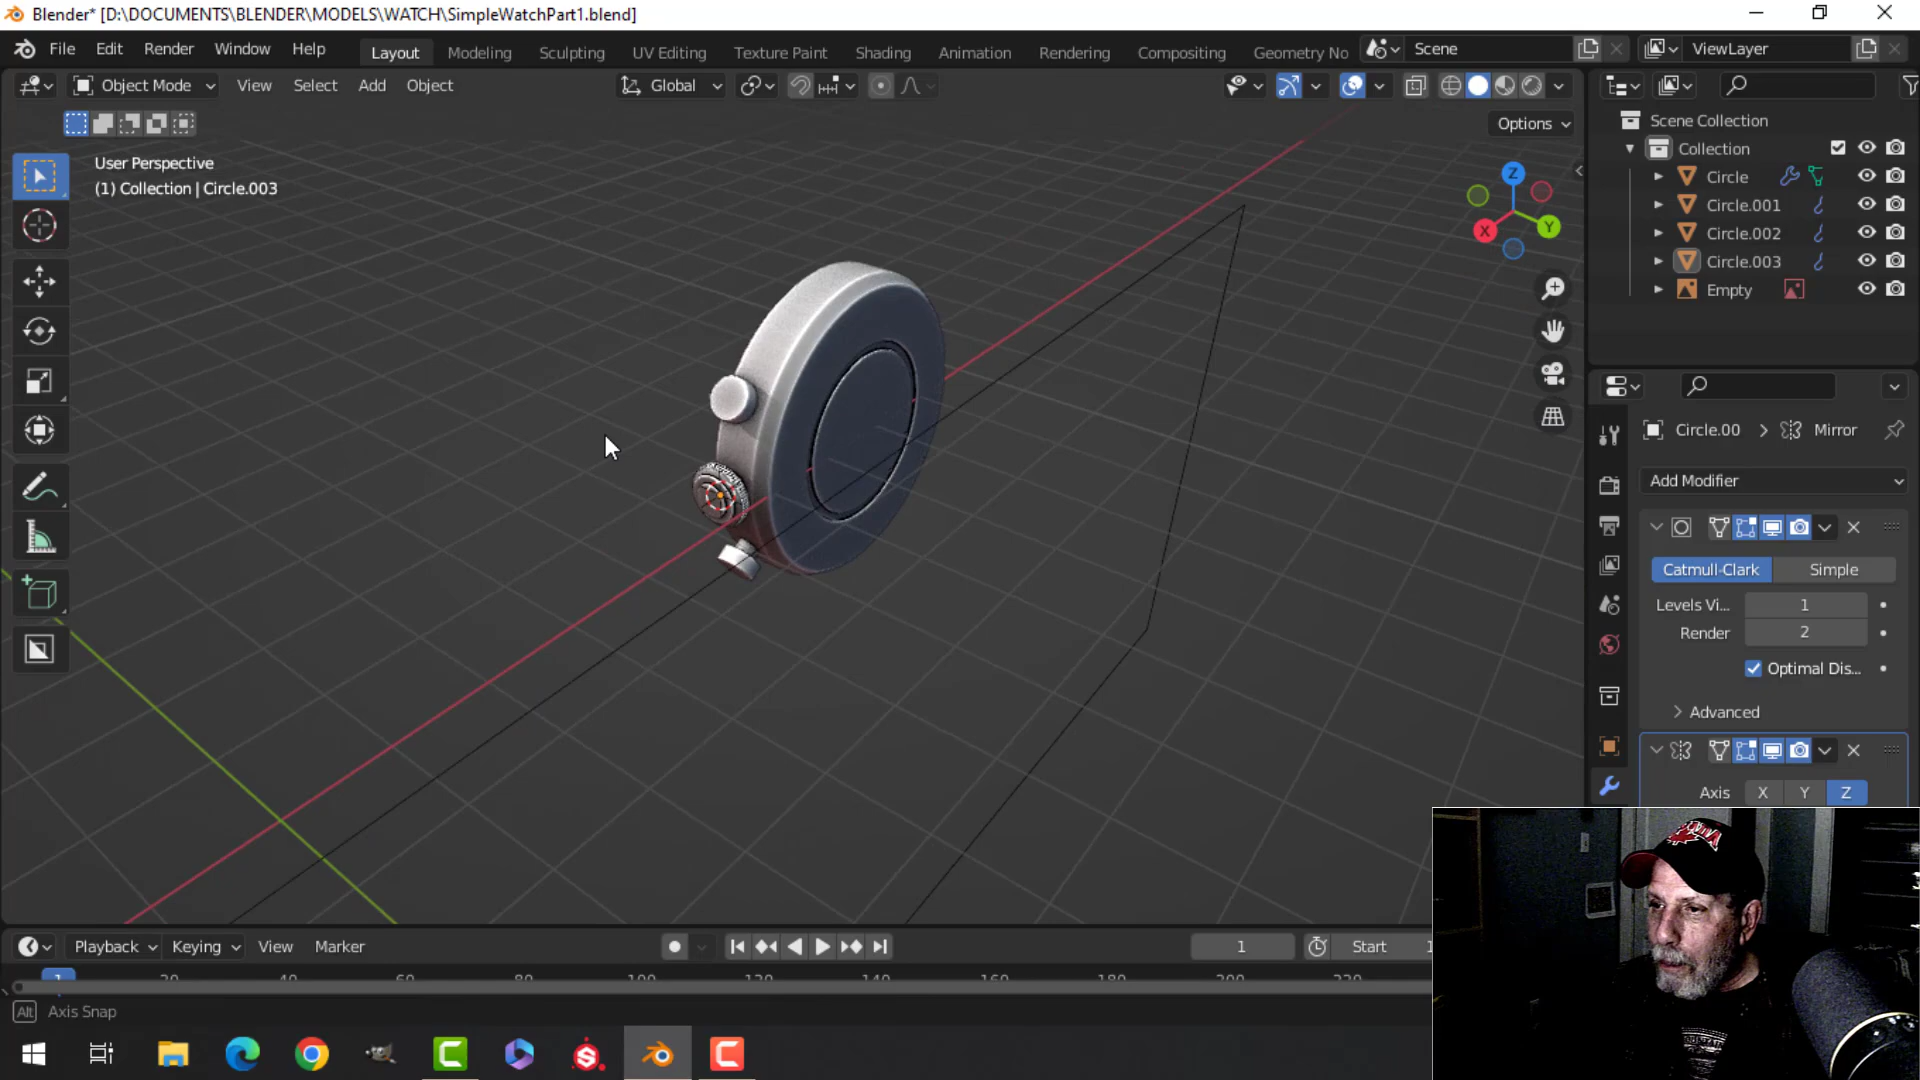 Blender* [D:\DOCUMENTS\BLENDER\MODELS\WATCH\SimpleWatchPart1.blend]
File Edit Render Window Help Layout Modeling Sculpting UV Editing Texture Paint Shading Animation Rendering Compositing Geometry No Scene ViewLayer
Object Mode View Select Add Object Global
Options
User Perspective
(1) Collection | Circle.003
Z
Y
X
Scene Collection
Collection
Circle
Circle.001
Circle.002
Circle.003
Empty
Circle.00 > Mirror
Add Modifier
Catmull-Clark Simple
Levels Vi... 1
Render 2
Optimal Dis...
Advanced
Axis X Y Z
Playback Keying View Marker 1 Start 1
1 20 40 60 80 100 120 140 160 180 200 220
Alt Axis Snap